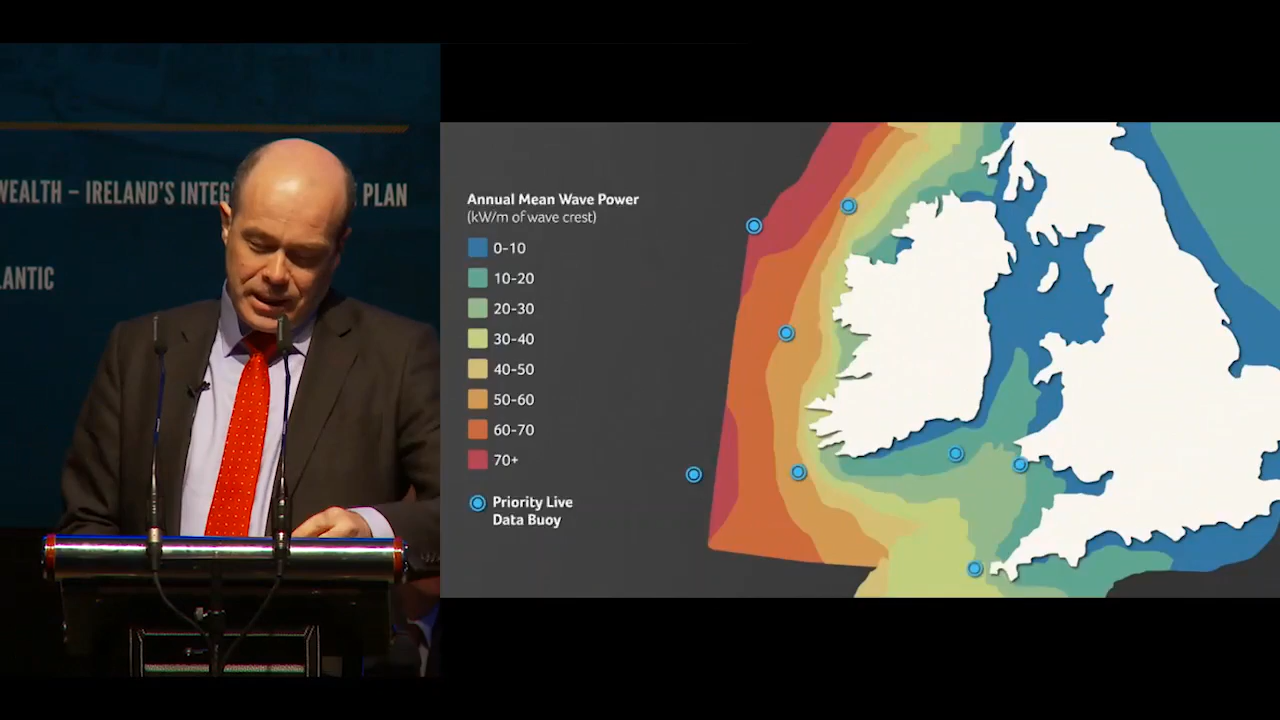 WEALTH – IRELAND'S
PLAN
LANTIC
Annual Mean Wave Power
(kW/m of wave crest)
0-10
10-20
20-30
30-40
40-50
50-60
60-70
70+
Priority Live
Data Buoy